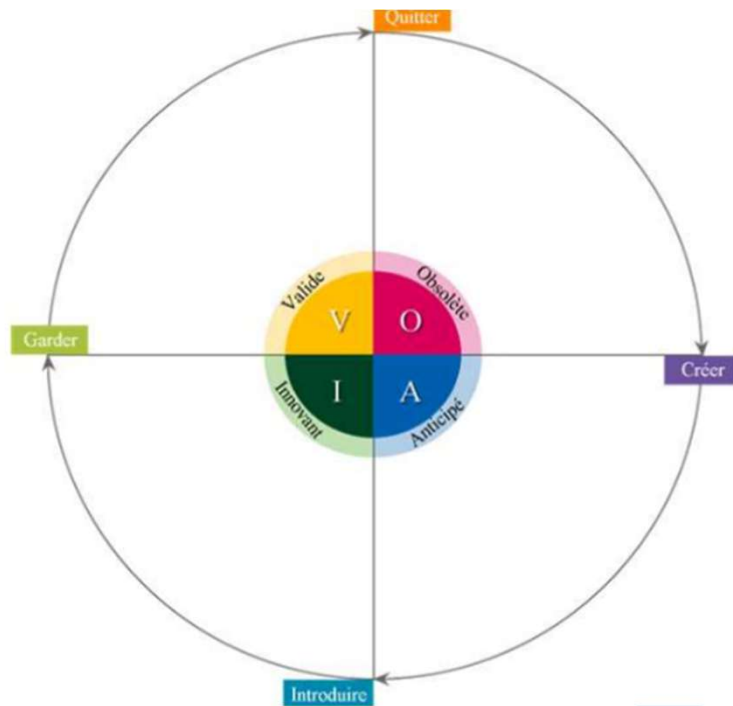 Quitter
Valide
Obsolète
V
O
Garder
Créer
I
A
Innovant
Anticipé
Introduire